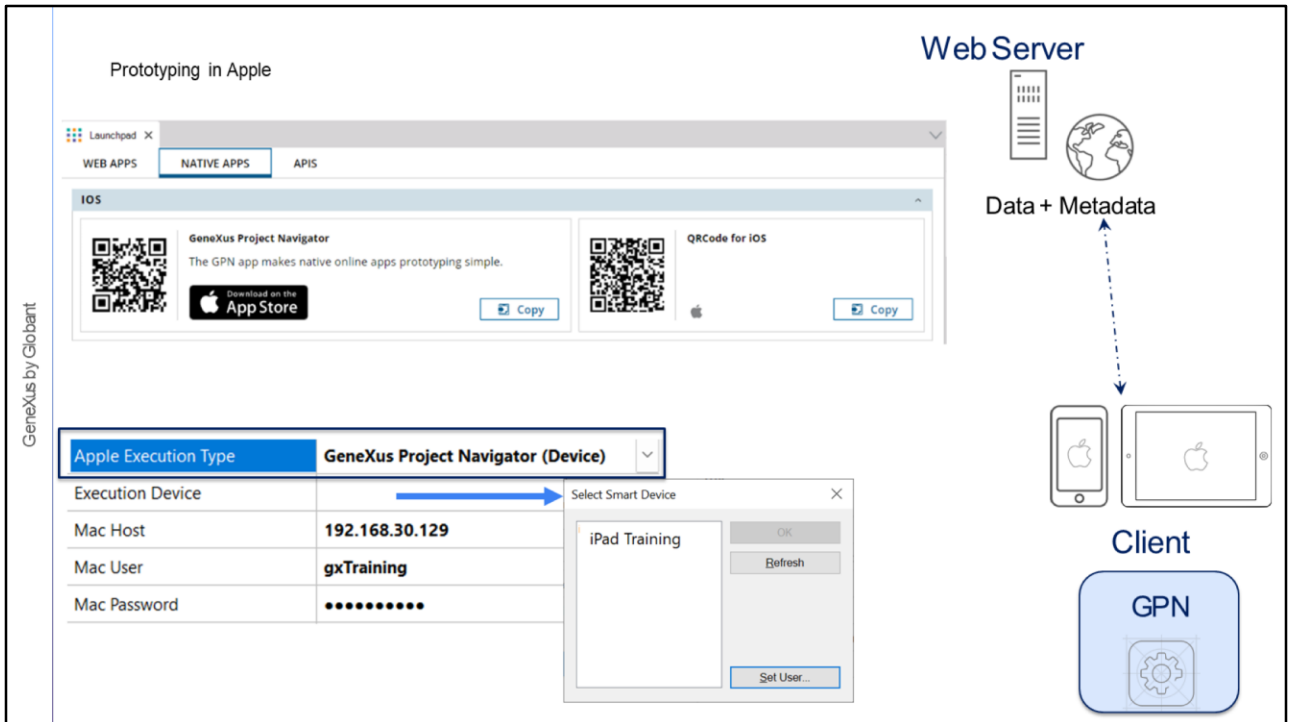 Prototyping in Apple
Web Server
Launchpad
WEB APPS NATIVE APPS APIS
IOS
GeneXus Project Navigator
The GPN app makes native online apps prototyping simple.
Download on the
App Store
Copy
QRCode for iOS
Copy
Data + Metadata
GeneXus by Globant
Apple Execution Type GeneXus Project Navigator (Device)
Execution Device
Mac Host 192.168.30.129
Mac User gxTraining
Mac Password ••••••••••
Select Smart Device
iPad Training
OK
Refresh
Set User...
Client
GPN